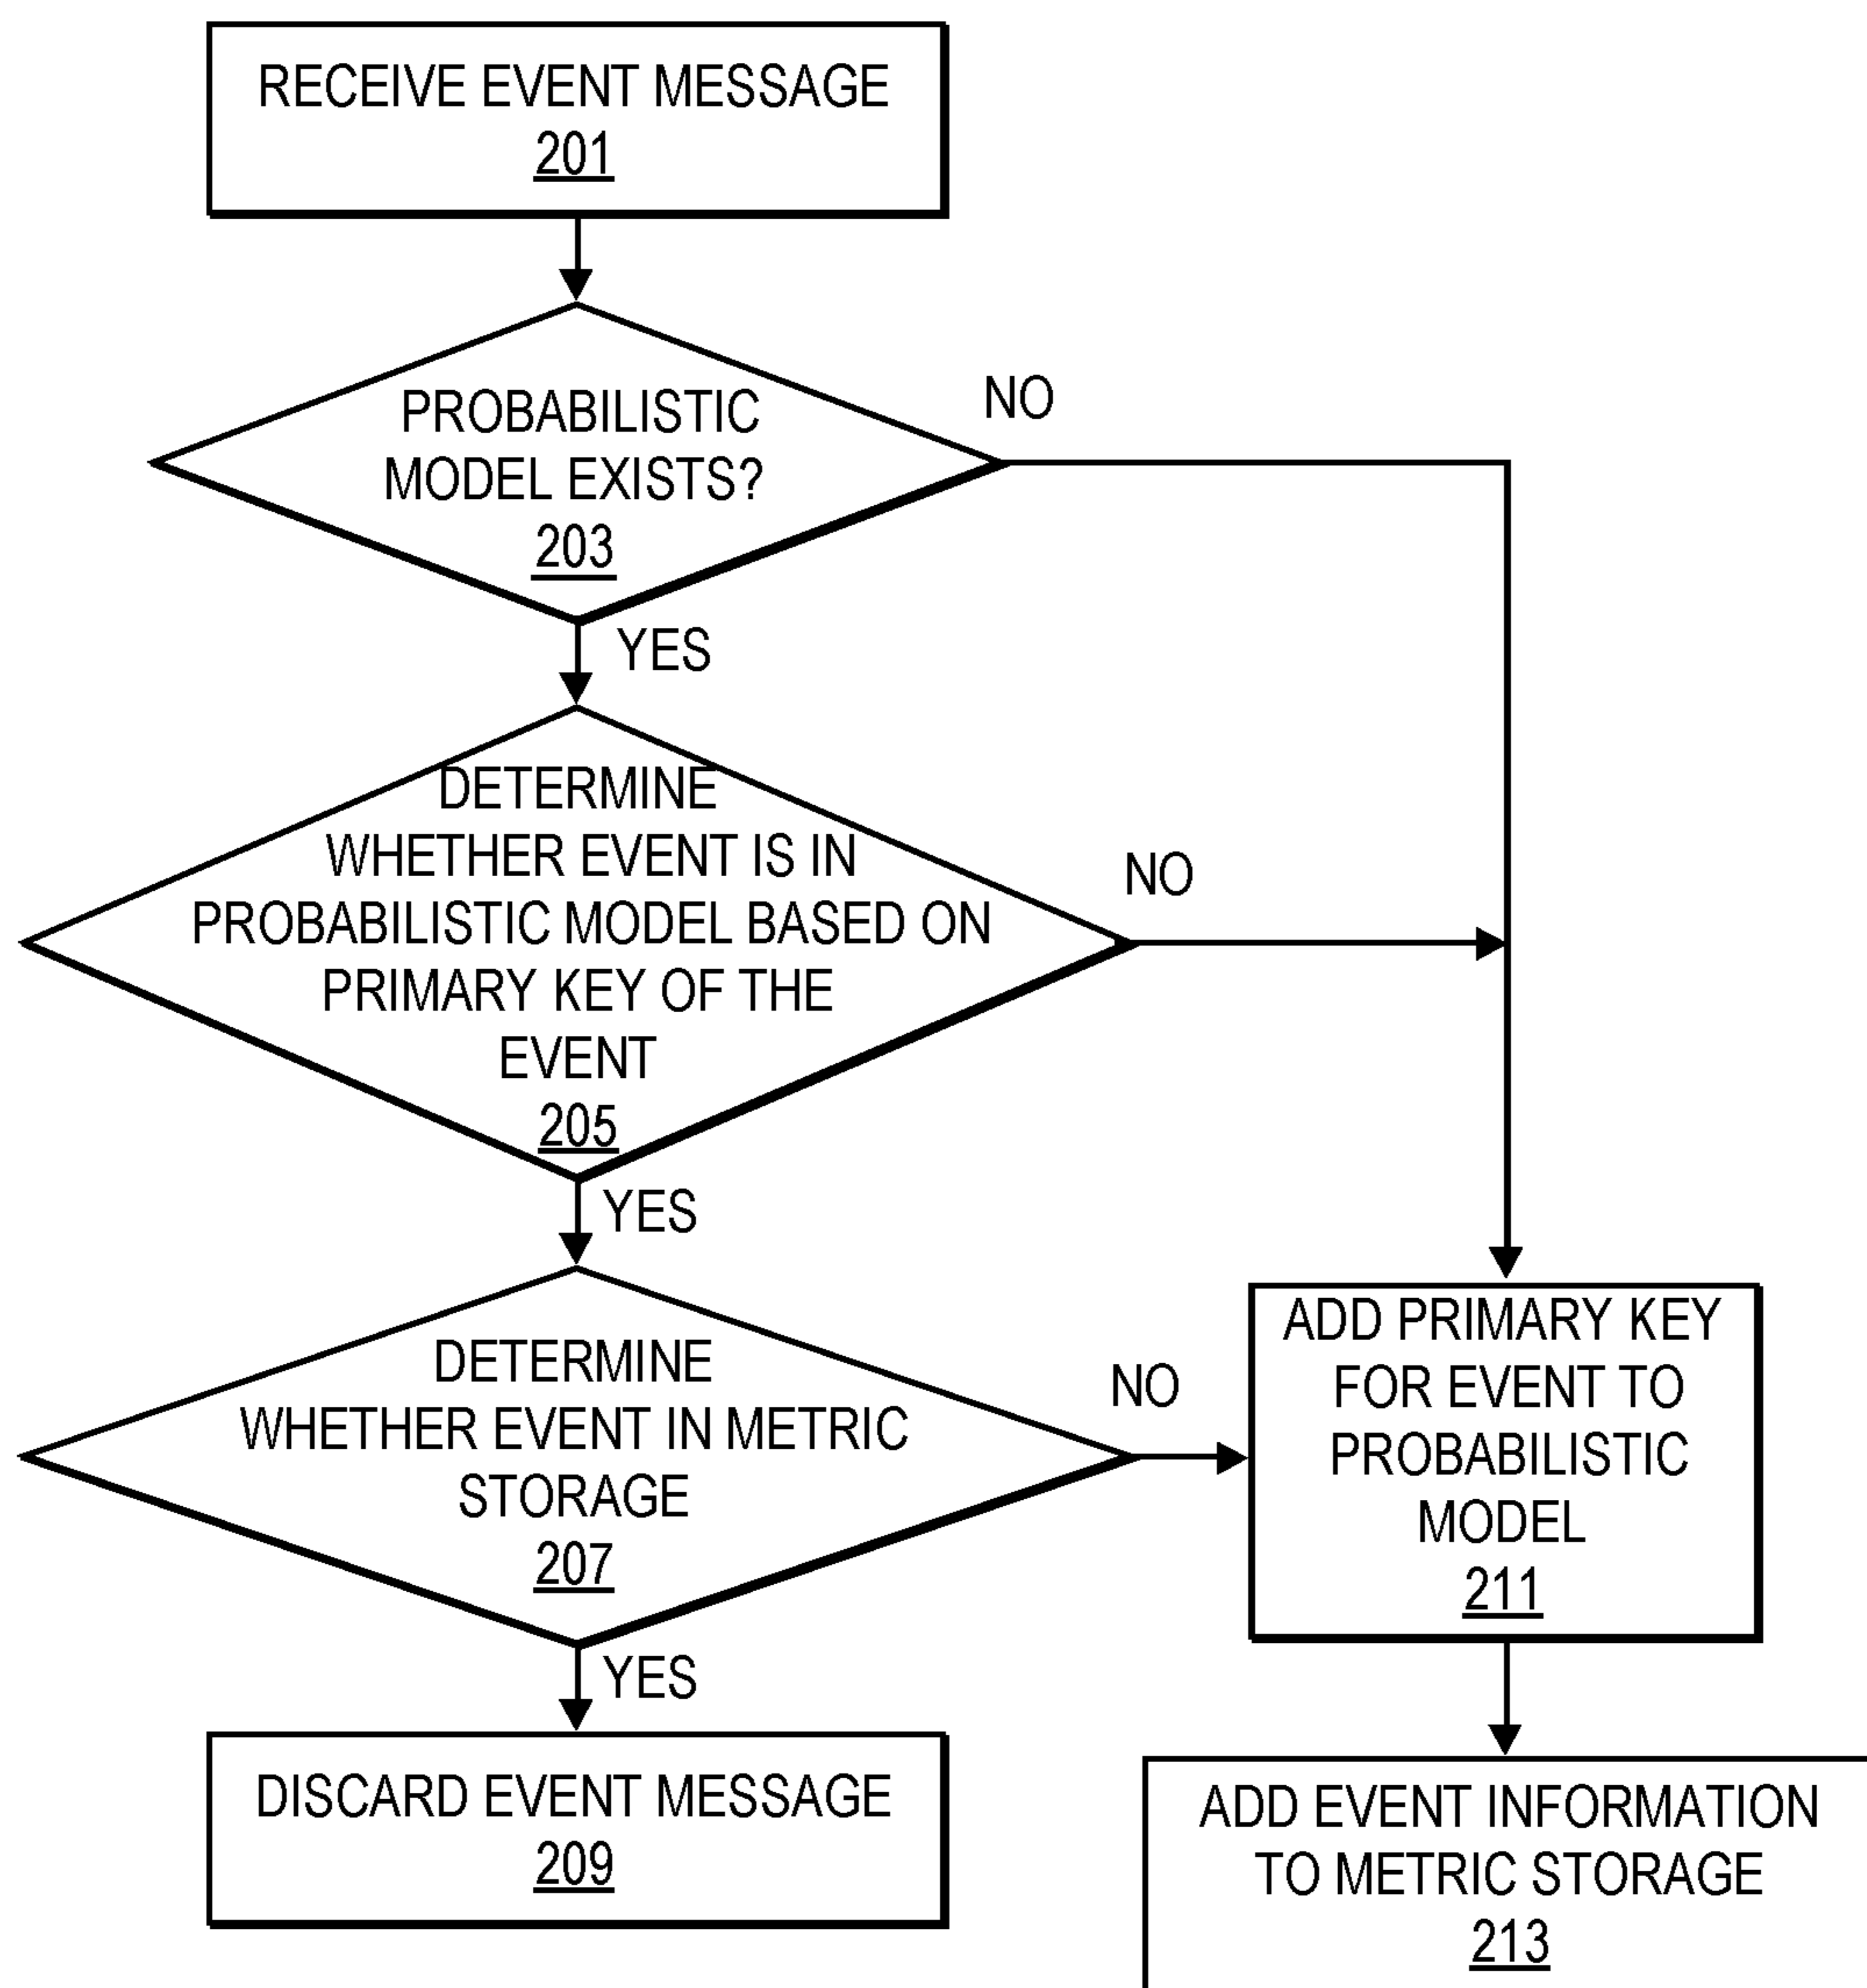 RECEIVE EVENT MESSAGE
201
PROBABILISTIC
MODEL EXISTS?
203
NO
YES
DETERMINE
WHETHER EVENT IS IN
PROBABILISTIC MODEL BASED ON
PRIMARY KEY OF THE
EVENT
205
NO
YES
DETERMINE
WHETHER EVENT IN METRIC
STORAGE
207
NO
YES
DISCARD EVENT MESSAGE
209
ADD PRIMARY KEY
FOR EVENT TO
PROBABILISTIC
MODEL
211
ADD EVENT INFORMATION
TO METRIC STORAGE
213